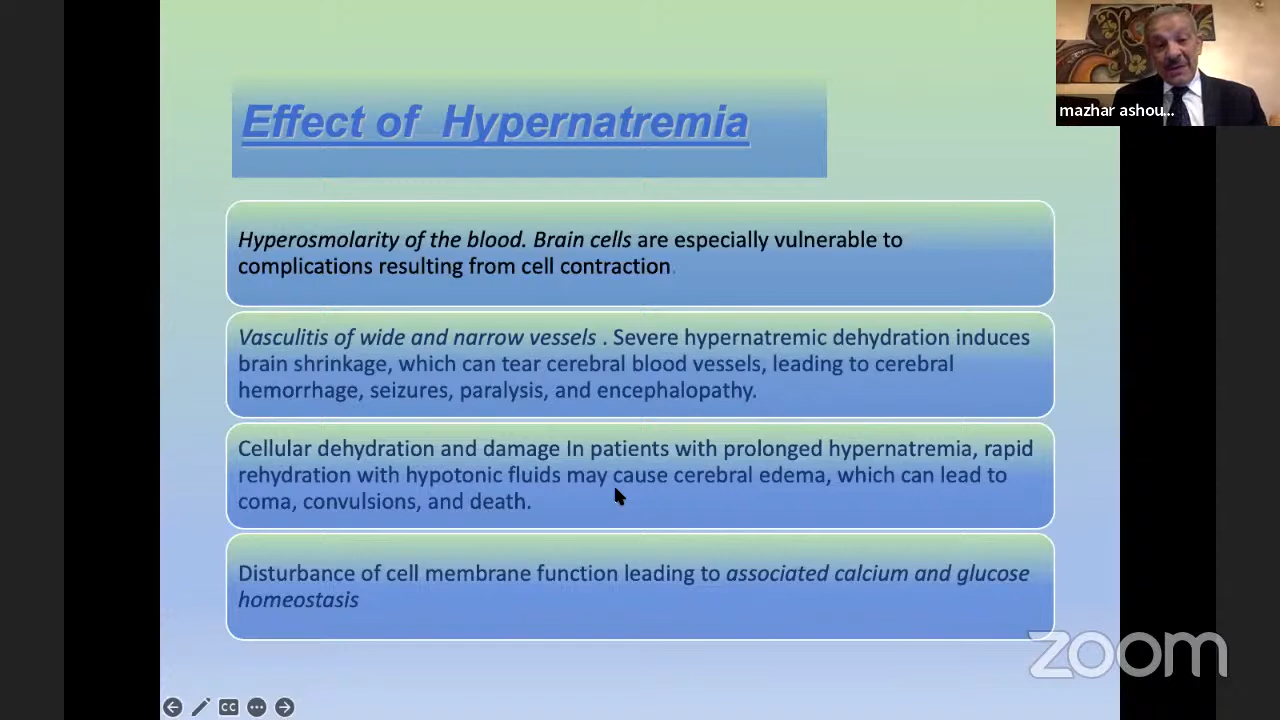 mazhar ashou...
Effect of Hypernatremia
Hyperosmolarity of the blood. Brain cells are especially vulnerable to
complications resulting from cell contraction.
Vasculitis of wide and narrow vessels . Severe hypernatremic dehydration induces
brain shrinkage, which can tear cerebral blood vessels, leading to cerebral
hemorrhage, seizures, paralysis, and encephalopathy.
Cellular dehydration and damage In patients with prolonged hypernatremia, rapid
rehydration with hypotonic fluids may cause cerebral edema, which can lead to
coma, convulsions, and death.
Disturbance of cell membrane function leading to associated calcium and glucose
homeostasis
zoom
CC